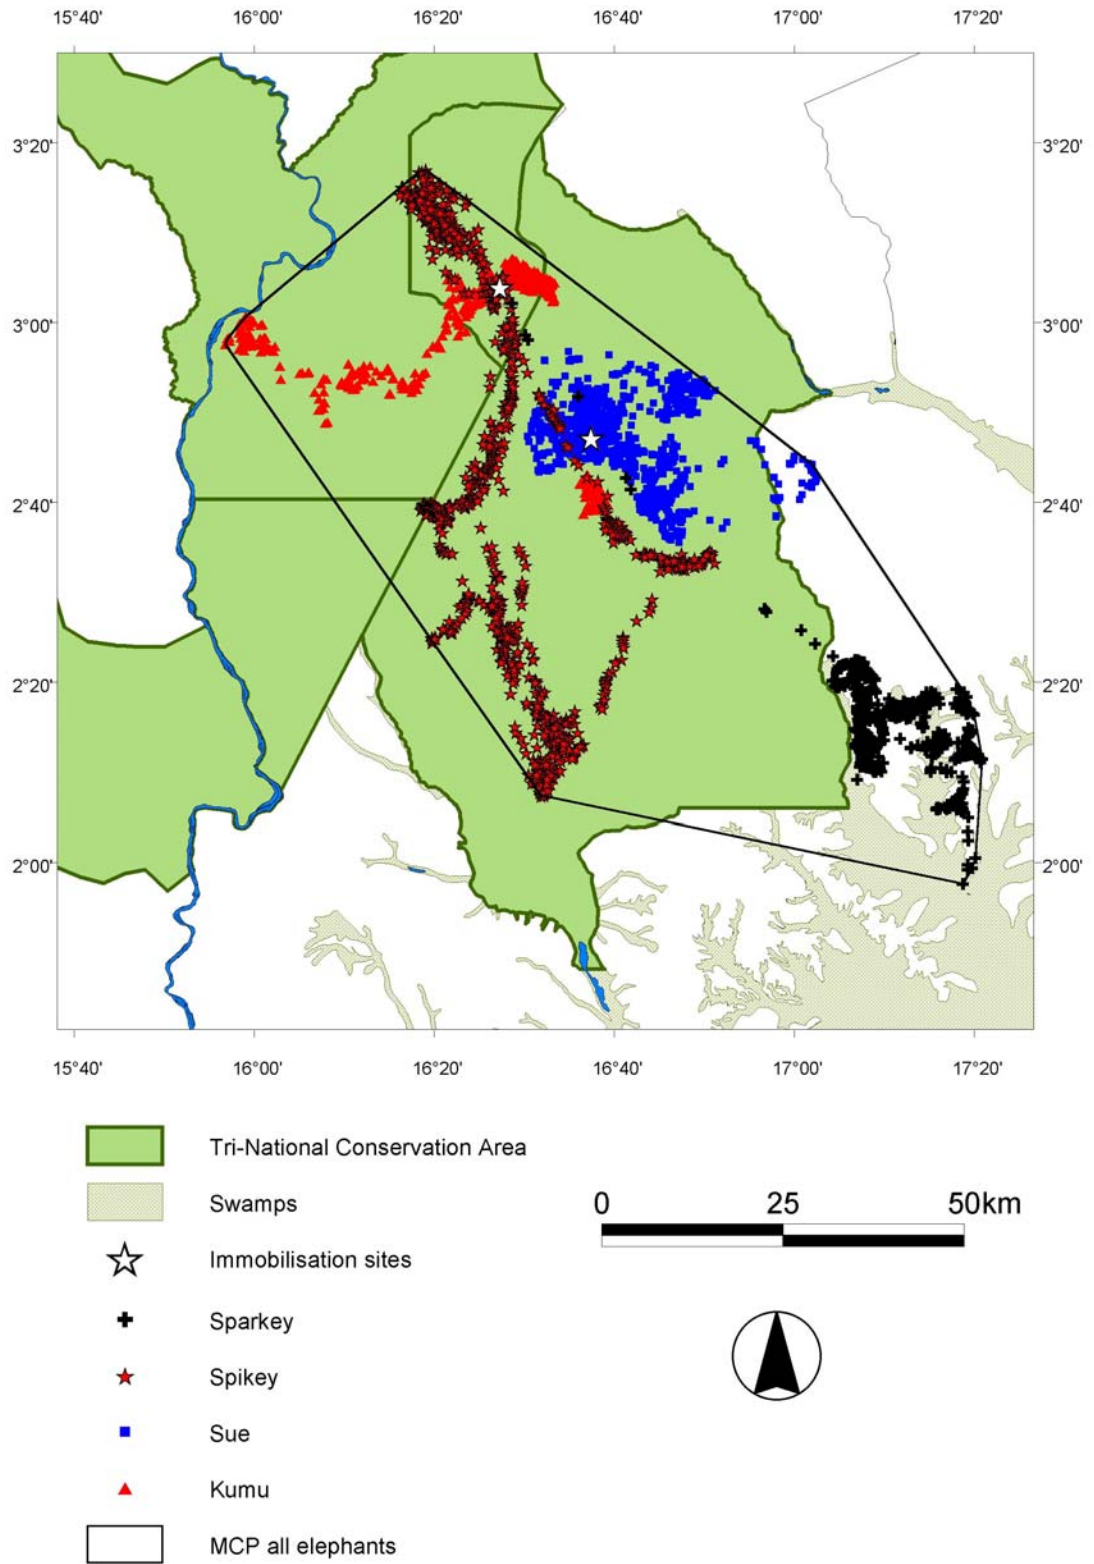 15°40' 16°00' 16°20' 16°40' 17°00' 17°20'
3°20' 3°20'
3°00' 3°00'
2°40' 2°40'
2°20' 2°20'
2°00' 2°00'
15°40' 16°00' 16°20' 16°40' 17°00' 17°20'
Tri-National Conservation Area
Swamps
0 25 50km
Immobilisation sites
Sparkey
Spikey
Sue
Kumu
MCP all elephants